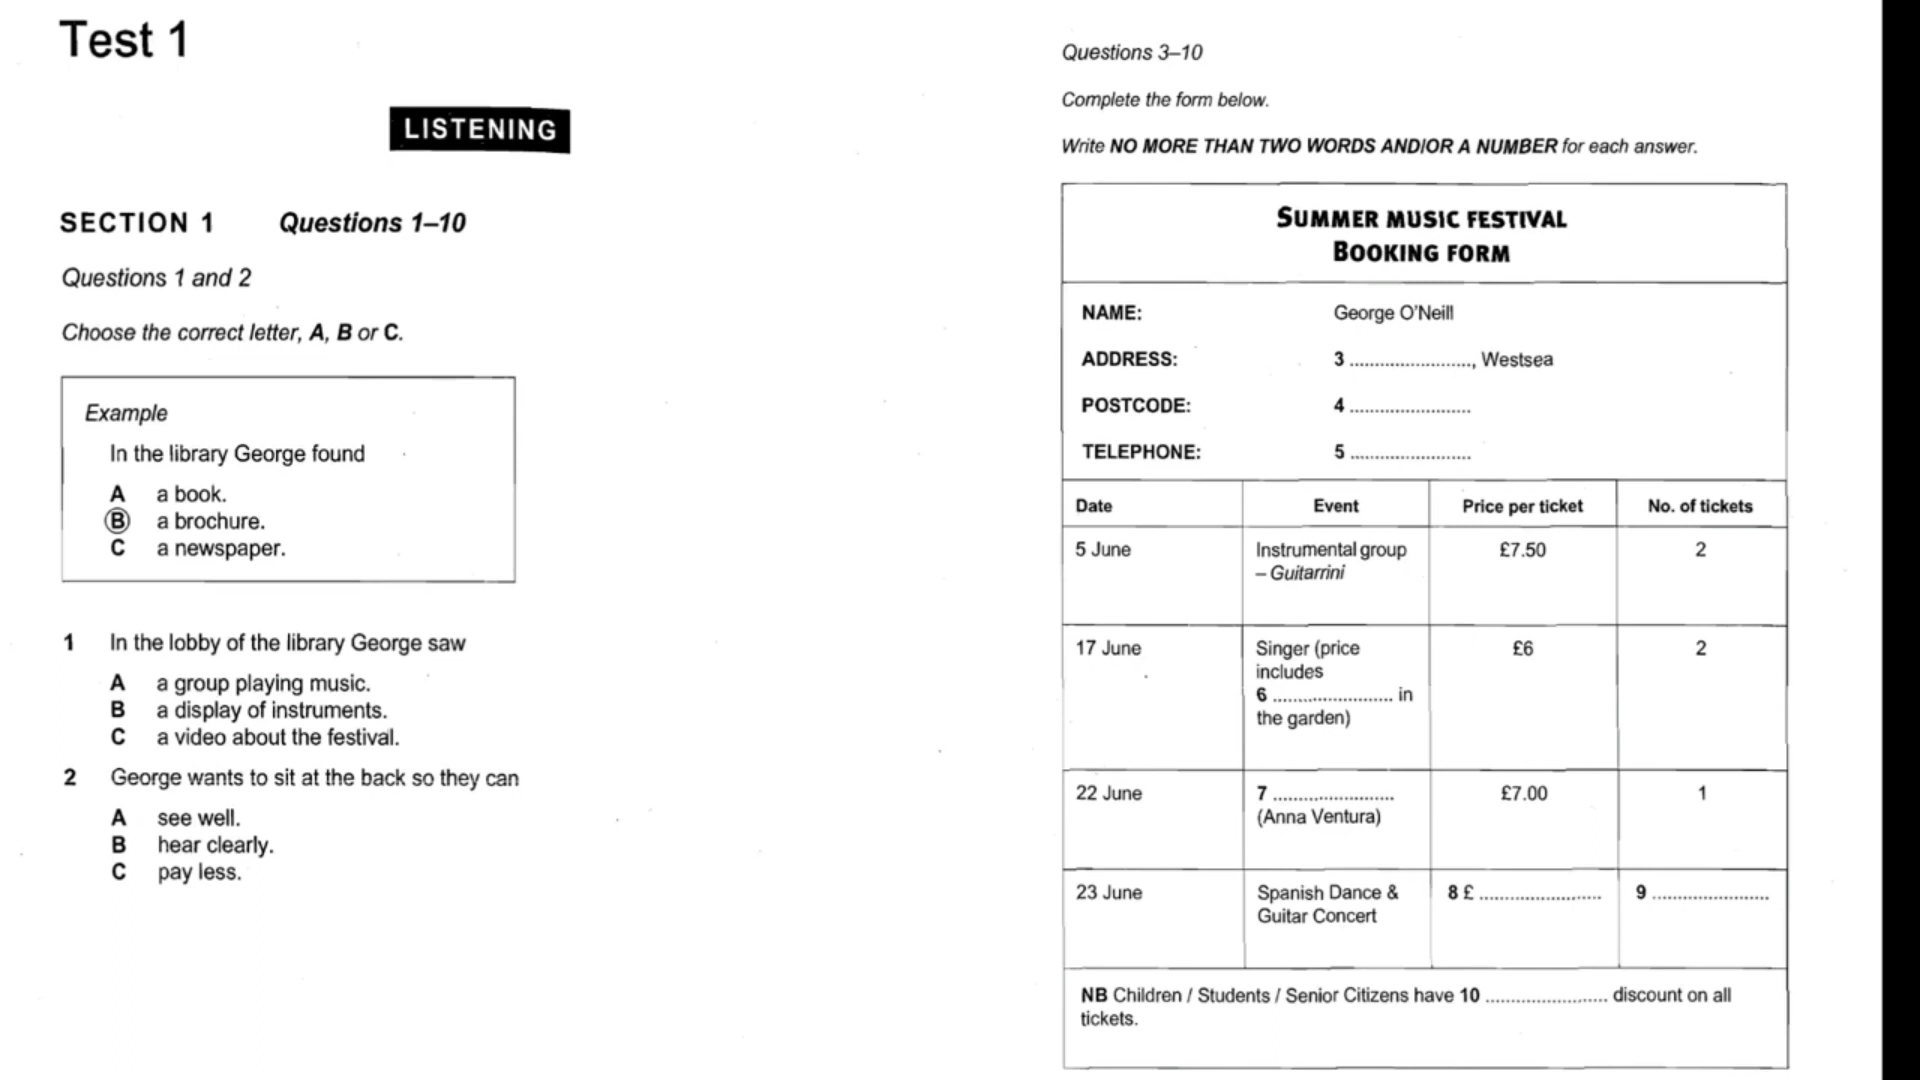 Test 1
LISTENING
SECTION 1 Questions 1–10
Questions 1 and 2
Choose the correct letter, A, B or C.
Example
In the library George found
A a book.
B a brochure.
C a newspaper.
1 In the lobby of the library George saw
A a group playing music.
B a display of instruments.
C a video about the festival.
2 George wants to sit at the back so they can
A see well.
B hear clearly.
C pay less.
Questions 3–10
Complete the form below.
Write NO MORE THAN TWO WORDS AND/OR A NUMBER for each answer.
SUMMER MUSIC FESTIVAL
BOOKING FORM
NAME: George O'Neill
ADDRESS: 3 ........................, Westsea
POSTCODE: 4 ........................
TELEPHONE: 5 ........................
Date Event Price per ticket No. of tickets
5 June Instrumental group £7.50 2
– Guitarrini
17 June Singer (price £6 2
includes
6 ........................ in
the garden)
22 June 7 ........................ £7.00 1
(Anna Ventura)
23 June Spanish Dance & 8 £ ........................ 9 ........................
Guitar Concert
NB Children / Students / Senior Citizens have 10 ........................ discount on all
tickets.